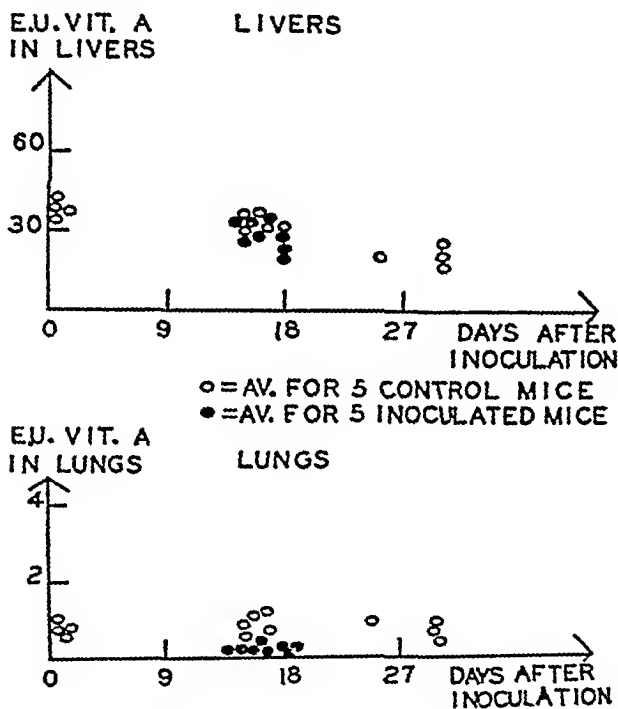 E.U. VIT. A
IN LIVERS
LIVERS
60
30
0 9 18 27 DAYS AFTER
INOCULATION
○ = AV. FOR 5 CONTROL MICE
● = AV. FOR 5 INOCULATED MICE
E.U. VIT. A
IN LUNGS
LUNGS
4
2
0 9 18 27 DAYS AFTER
INOCULATION